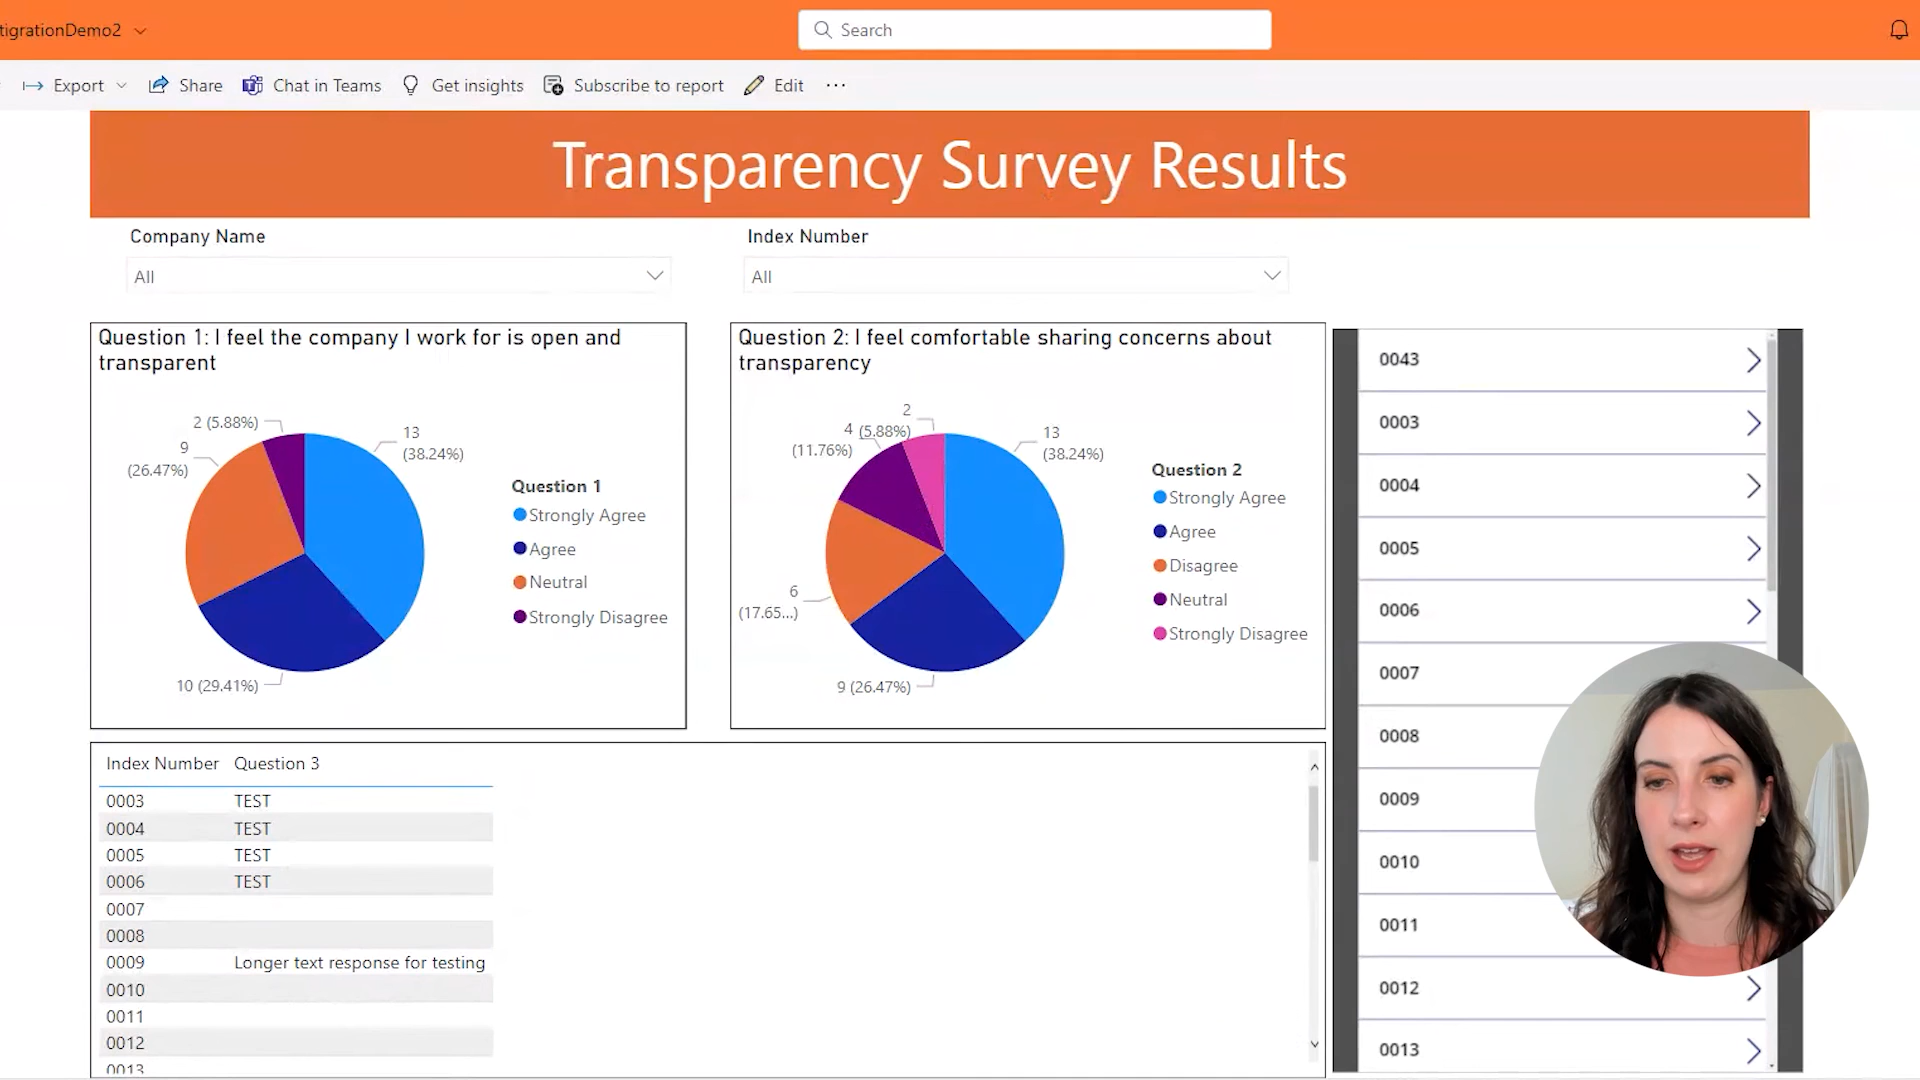 tigrationDemo2
Search
Export
Share
Chat in Teams
Get insights
Subscribe to report
Edit
Transparency Survey Results
Company Name
All
Index Number
All
Question 1: I feel the company I work for is open and
transparent
2 (5.88%)
9
(26.47%)
13
(38.24%)
10 (29.41%)
Question 1
Strongly Agree
Agree
Neutral
Strongly Disagree
Question 2: I feel comfortable sharing concerns about
transparency
2
(5.88%)
4
(11.76%)
13
(38.24%)
6
(17.65...)
9 (26.47%)
Question 2
Strongly Agree
Agree
Disagree
Neutral
Strongly Disagree
0043
0003
0004
0005
0006
0007
0008
0009
0010
0011
0012
0013
Index Number Question 3
0003 TEST
0004 TEST
0005 TEST
0006 TEST
0007
0008
0009 Longer text response for testing
0010
0011
0012
0013